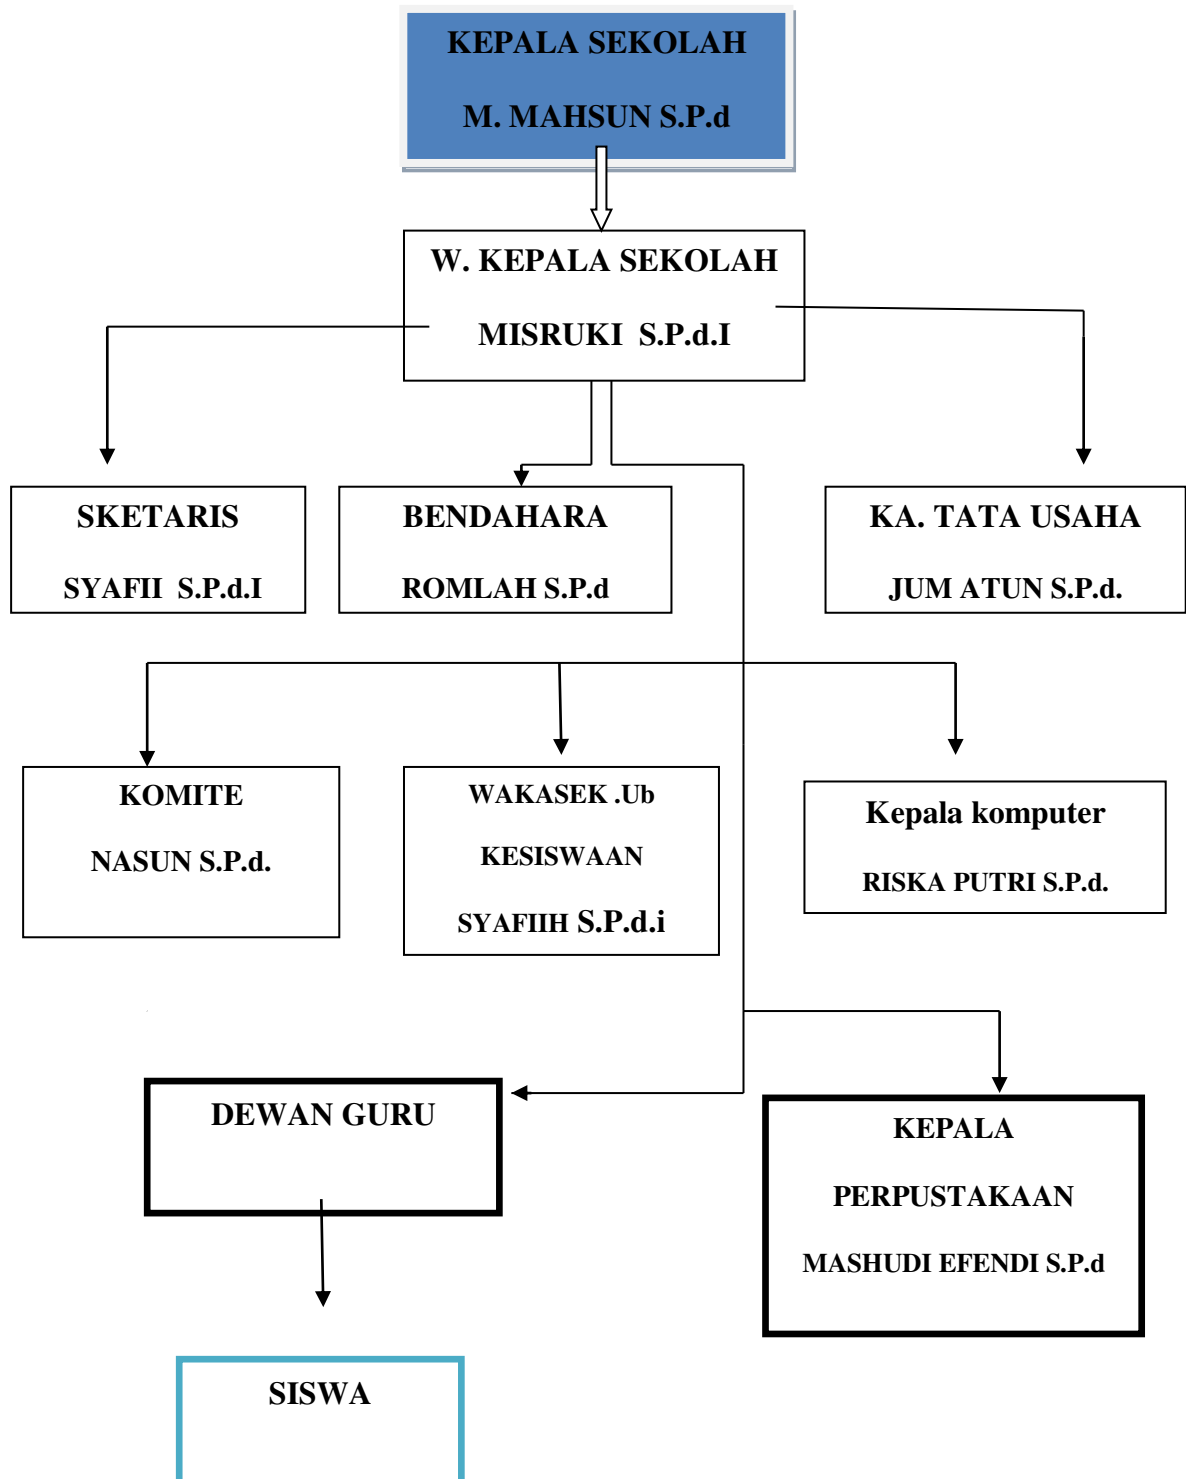 KEPALA SEKOLAH
M. MAHSUN S.P.d
W. KEPALA SEKOLAH
MISRUKI S.P.d.I
SKETARIS
SYAFII S.P.d.I
BENDAHARA
ROMLAH S.P.d
KA. TATA USAHA
JUM ATUN S.P.d.
KOMITE
NASUN S.P.d.
WAKASEK .Ub
KESISWAAN
SYAFIIH S.P.d.i
Kepala komputer
RISKA PUTRI S.P.d.
DEWAN GURU
KEPALA
PERPUSTAKAAN
MASHUDI EFENDI S.P.d
SISWA